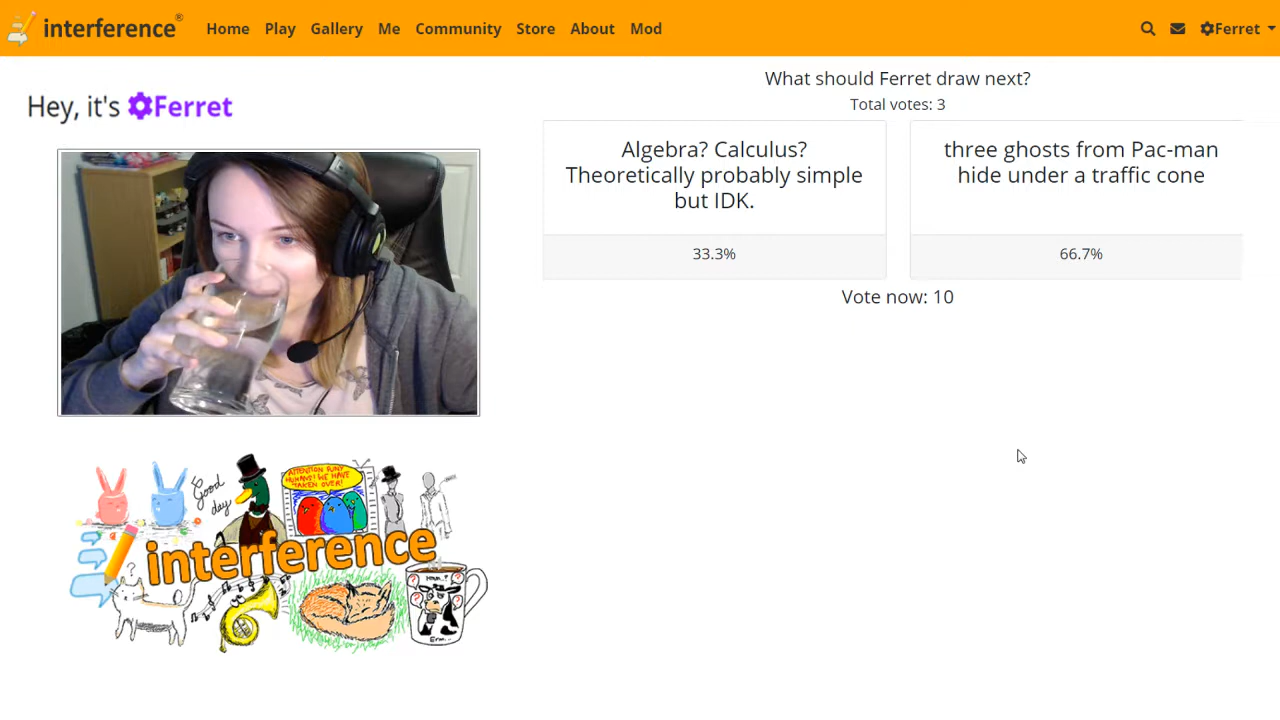 interference®
Home Play Gallery Me Community Store About Mod
Ferret
Hey, it's Ferret
What should Ferret draw next?
Total votes: 3
Algebra? Calculus?
Theoretically probably simple
but IDK.
33.3%
three ghosts from Pac-man
hide under a traffic cone
66.7%
Vote now: 10
Good
day
ATTENTION PUNY
HUMANS! WE HAVE
TAKEN OVER!
interference
?
?
?
?
?
Erm...